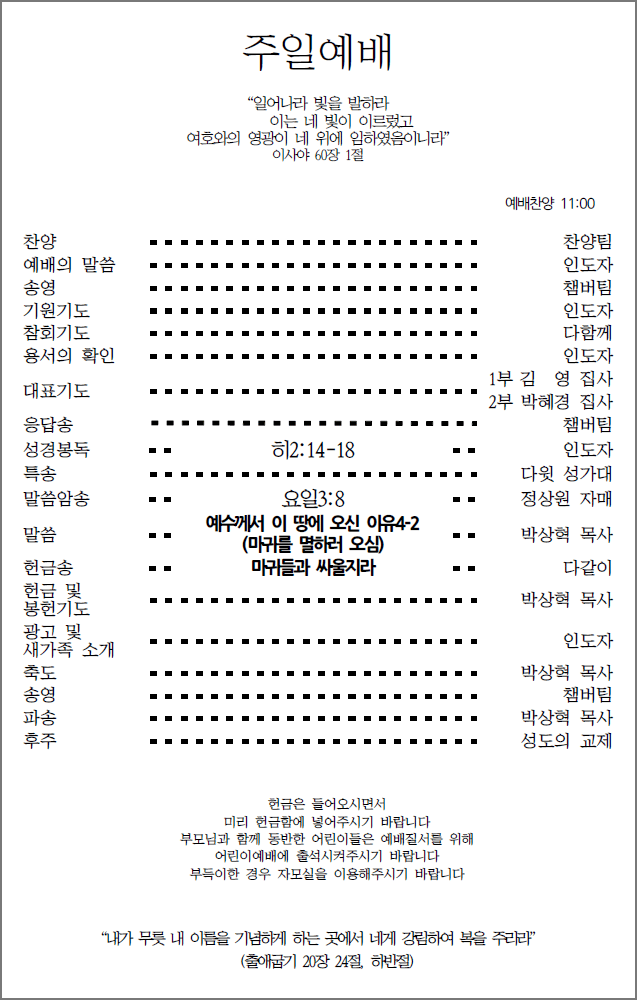 주일예배
“일어나라 빛을 발하라
이는 네 빛이 이르렀고
여호와의 영광이 네 위에 임하였음이니라”
이사야 60장 1절
예배찬양 11:00
찬양 찬양팀
예배의 말씀 인도자
송영 챔버팀
기원기도 인도자
참회기도 다함께
용서의 확인 인도자
대표기도 1부 김 영 집사
2부 박혜경 집사
응답송 챔버팀
성경봉독 히2:14-18 인도자
특송 다윗 성가대
말씀암송 요일3:8 정상원 자매
말씀 예수께서 이 땅에 오신 이유4-2 박상혁 목사
(마귀를 멸하러 오심)
헌금송 마귀들과 싸울지라 다같이
헌금 및
봉헌기도 박상혁 목사
광고 및
새가족 소개 인도자
축도 박상혁 목사
송영 챔버팀
파송 박상혁 목사
후주 성도의 교제
헌금은 들어오시면서
미리 헌금함에 넣어주시기 바랍니다
부모님과 함께 동반한 어린이들은 예배질서를 위해
어린이예배에 출석시켜주시기 바랍니다
부득이한 경우 자모실을 이용해주시기 바랍니다
“내가 무릇 내 이름을 기념하게 하는 곳에서 네게 강림하여 복을 주리라”
(출애굽기 20장 24절, 하반절)